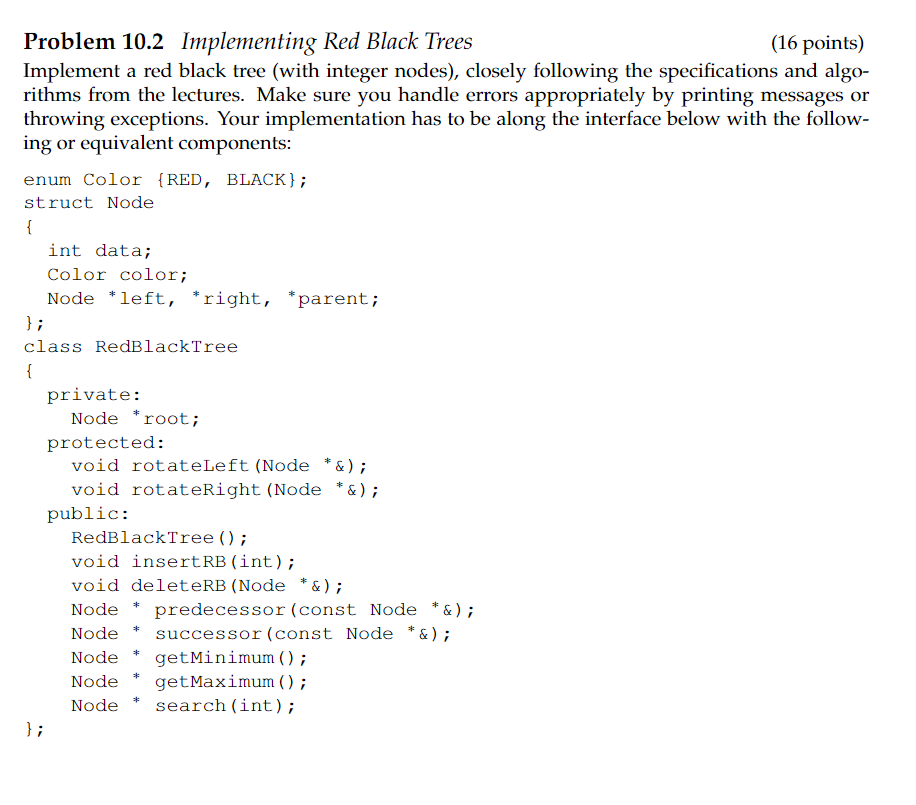 Problem 10.2 Implementing Red Black Trees (16 points)
Implement a red black tree (with integer nodes), closely following the specifications and algo-
rithms from the lectures. Make sure you handle errors appropriately by printing messages or
throwing exceptions. Your implementation has to be along the interface below with the follow-
ing or equivalent components:
enum Color {RED, BLACK};
struct Node
{
  int data;
  Color color;
  Node *left, *right, *parent;
};
class RedBlackTree
{
  private:
    Node *root;
  protected:
    void rotateLeft(Node *&);
    void rotateRight(Node *&);
  public:
    RedBlackTree();
    void insertRB(int);
    void deleteRB(Node *&);
    Node * predecessor(const Node *&);
    Node * successor(const Node *&);
    Node * getMinimum();
    Node * getMaximum();
    Node * search(int);
};